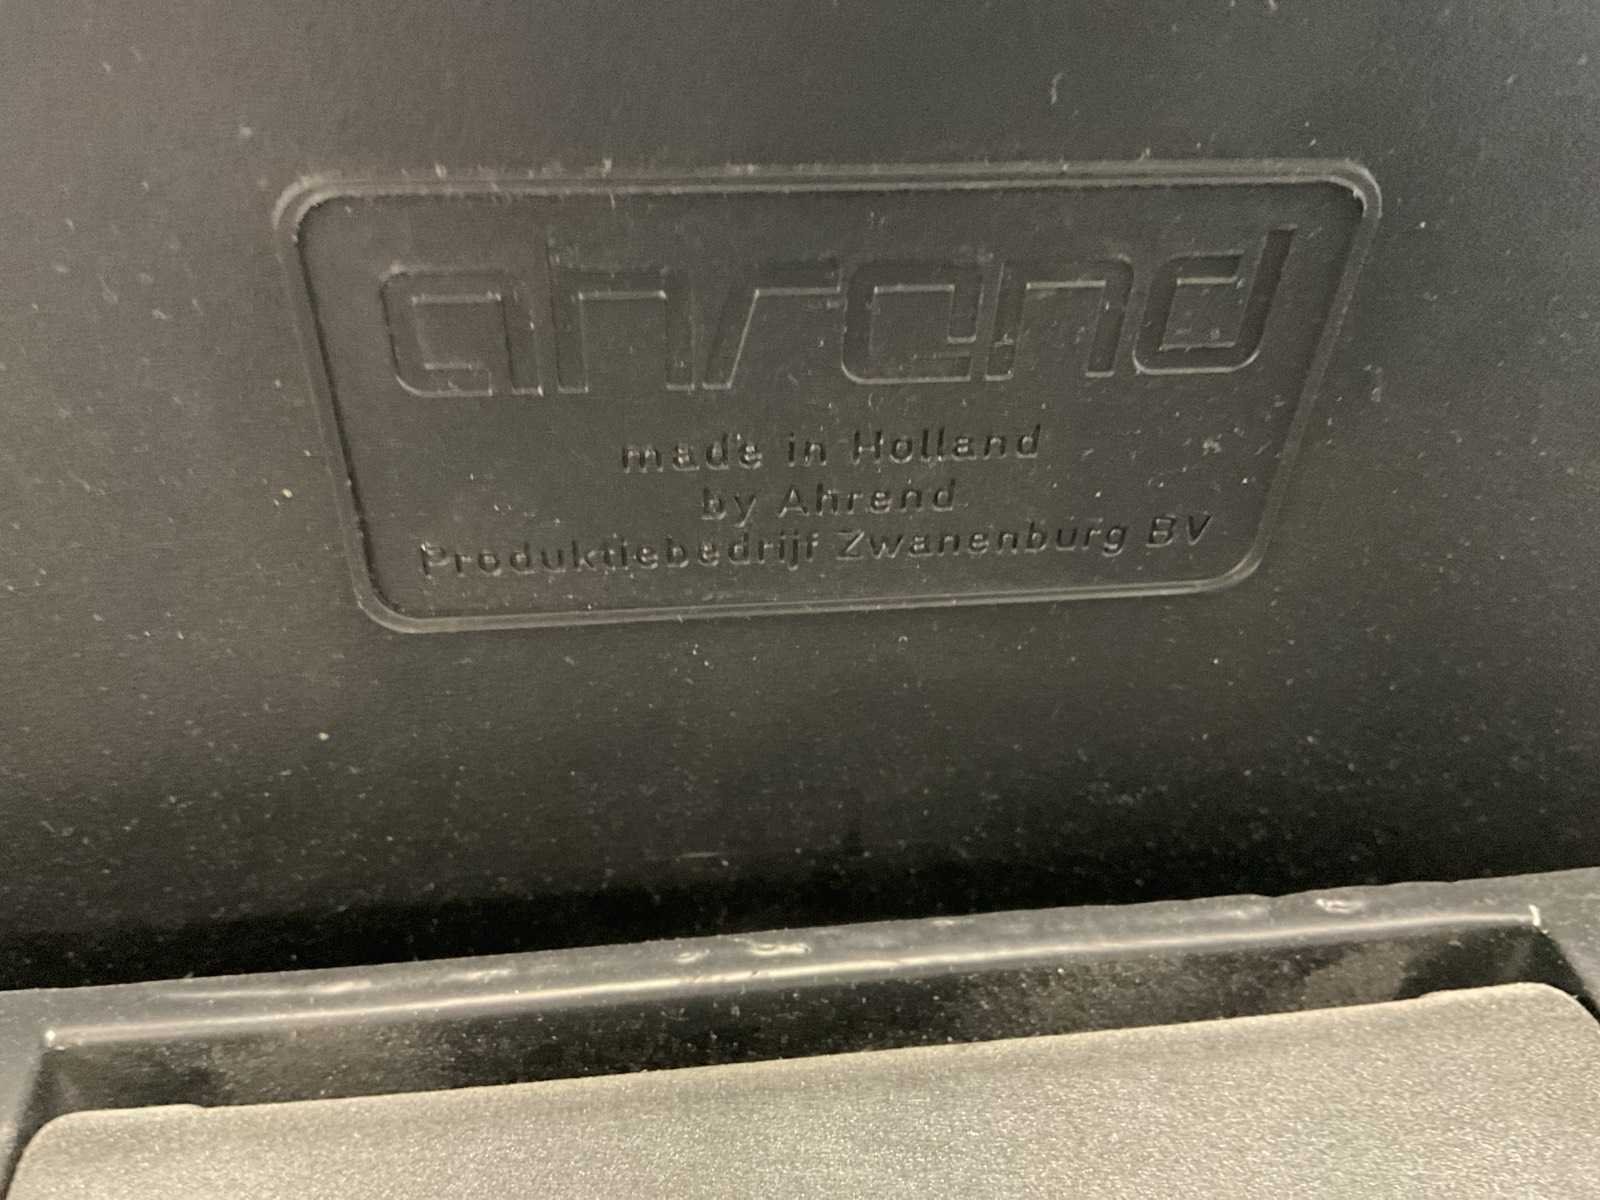 ahrend
made in Holland
by Ahrend
Produktiebedrijf Zwanenburg BV